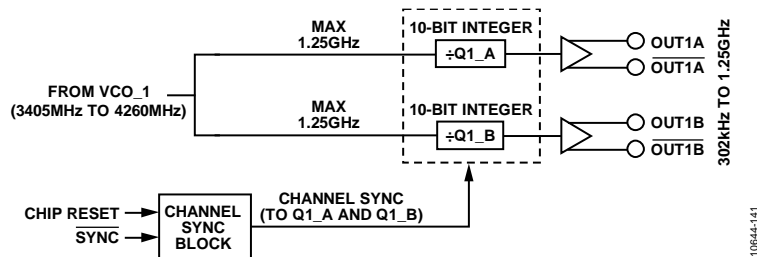 MAX
1.25GHz
10-BIT INTEGER
÷Q1_A
OUT1A
OUT1A
FROM VCO_1
(3405MHz TO 4260MHz)
MAX
1.25GHz
10-BIT INTEGER
÷Q1_B
OUT1B
OUT1B
302kHz TO 1.25GHz
CHIP RESET
SYNC
CHANNEL
SYNC
BLOCK
CHANNEL SYNC
(TO Q1_A AND Q1_B)
10644-141